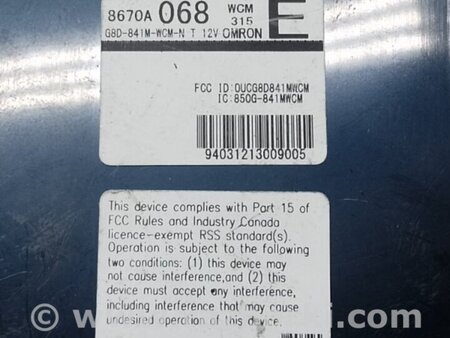 8670A 068 WCM
315 E
G8D-841M-WCM-N T 12V OMRON
FCC ID:OUCG8D841MWCM
IC:850G-841MWCM
94031213009005
This device complies with Part 15 of
FCC Rules and Industry Canada
licence-exempt RSS standard(s).
Operation is subject to the following
two conditions: (1) this device may
not cause interference,and (2) this
device must accept any interference,
including interference that may cause
undesired operation of this device.